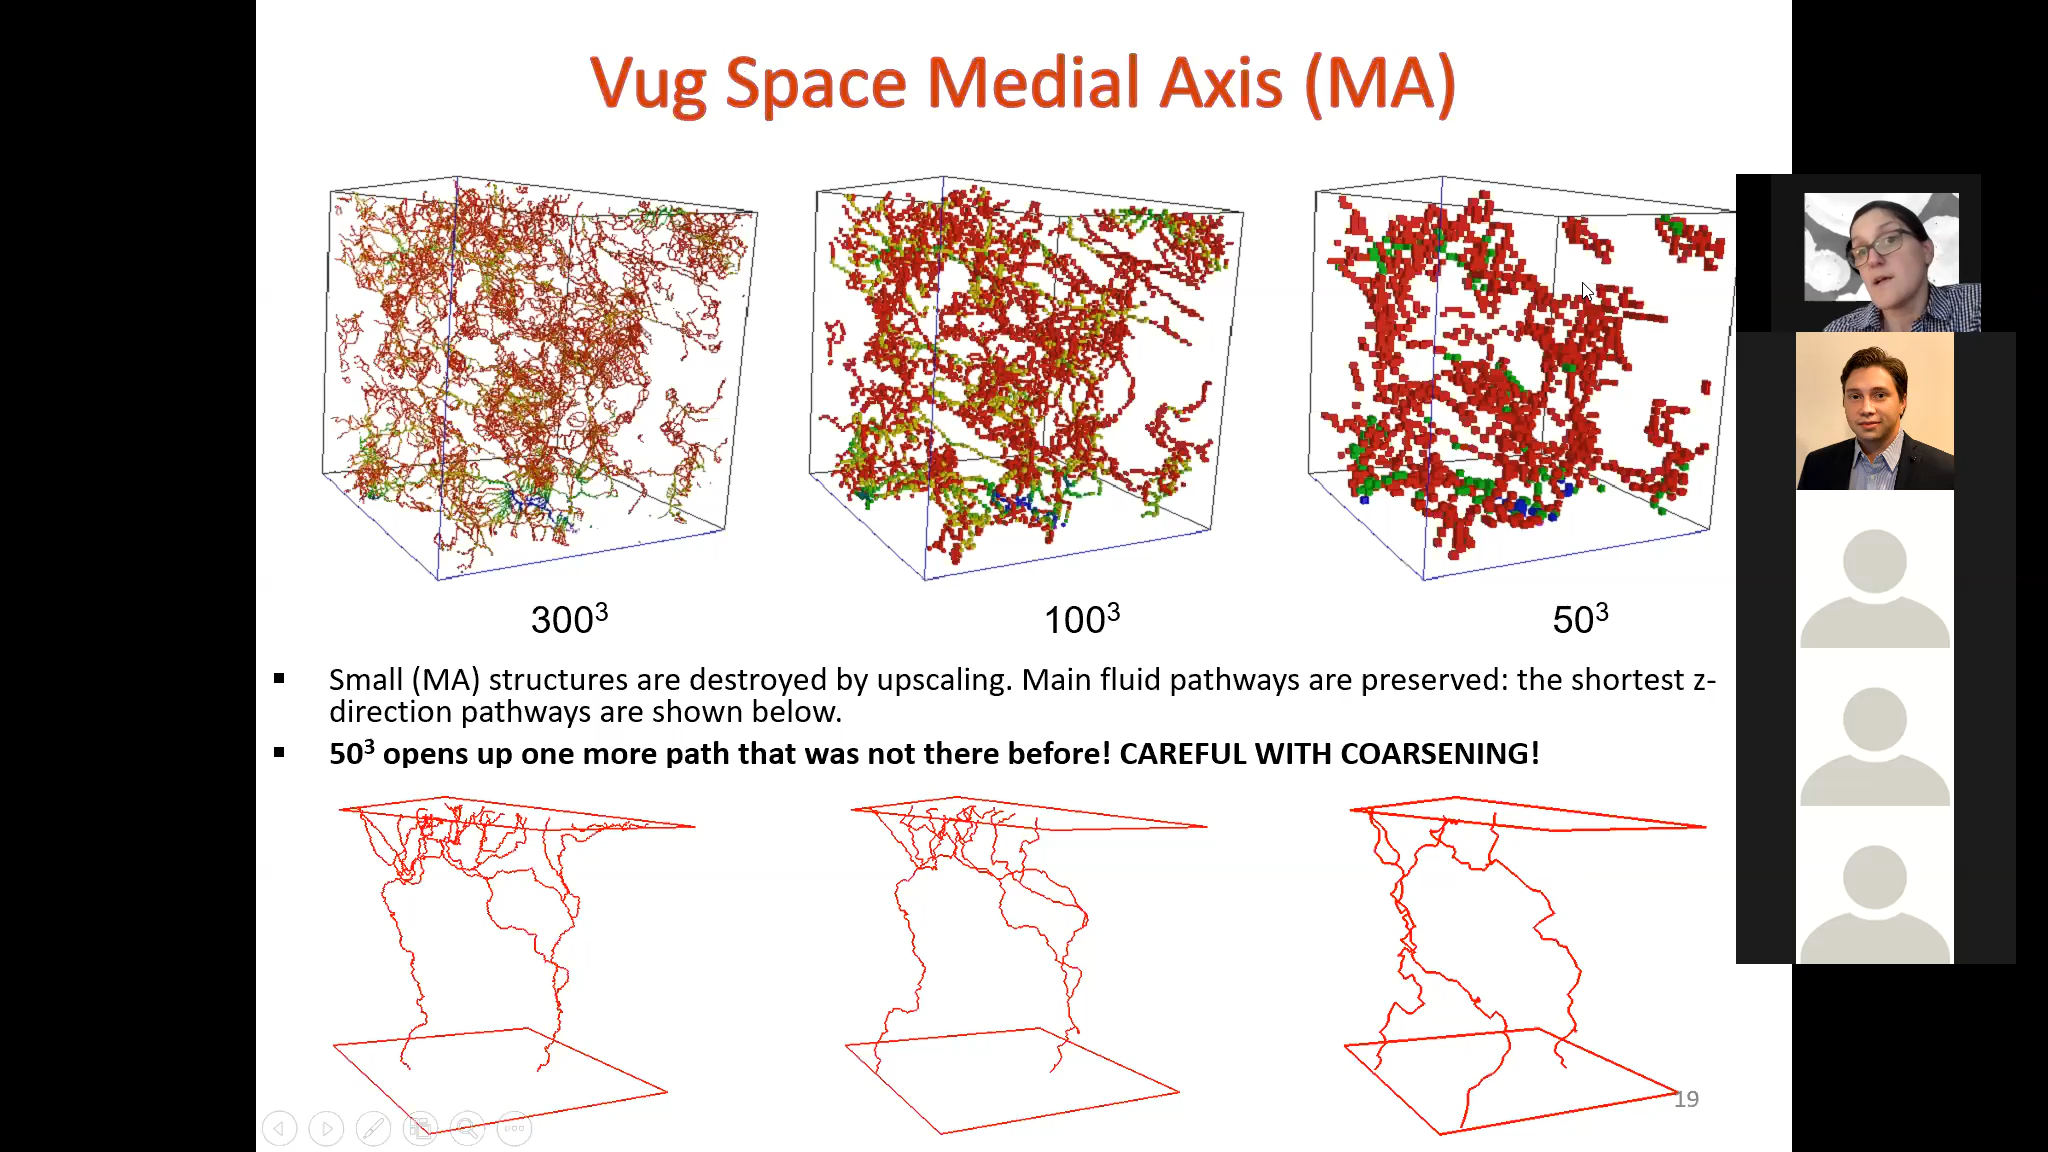 Vug Space Medial Axis (MA)
300³
100³
50³
▪ Small (MA) structures are destroyed by upscaling. Main fluid pathways are preserved: the shortest z-
direction pathways are shown below.
▪ 50³ opens up one more path that was not there before! CAREFUL WITH COARSENING!
19